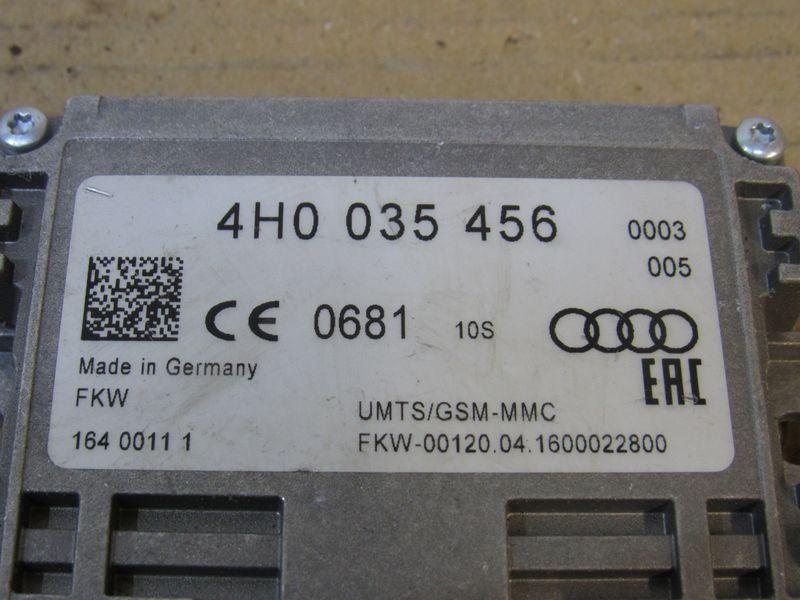 4H0 035 456 0003
005
CE 0681 10S
Made in Germany
EAC
FKW
UMTS/GSM-MMC
164 0011 1
FKW-00120.04.1600022800